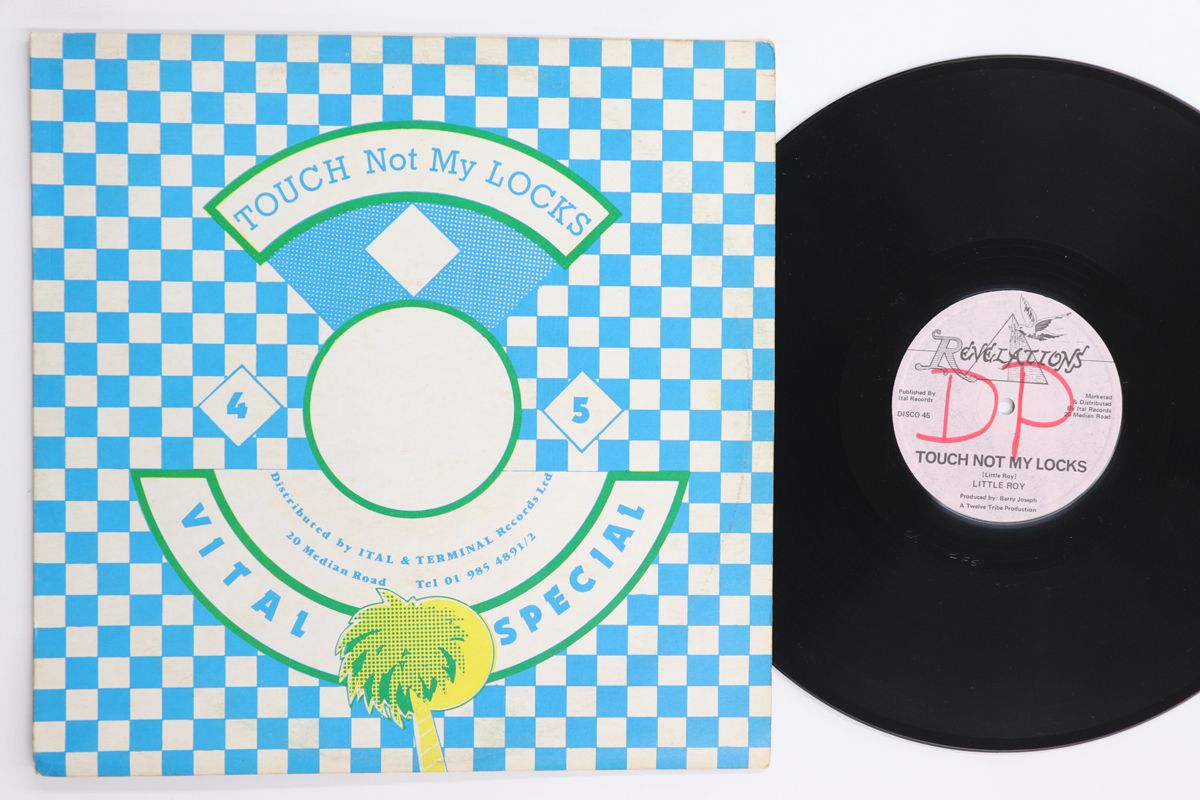 TOUCH Not My LOCKS
4
5
Distributed by ITAL & TERMINAL Records Ltd
20 Median Road Tel 01 985 4891/2
VITAL SPECIAL
REVELATIONS
DP
Published By
Ital Records
DISCO 45
Marketed
& Distributed
By Ital Records
20 Median Road
TOUCH NOT MY LOCKS
(Little Roy)
LITTLE ROY
Produced by: Barry Joseph
A Twelve Tribe Production